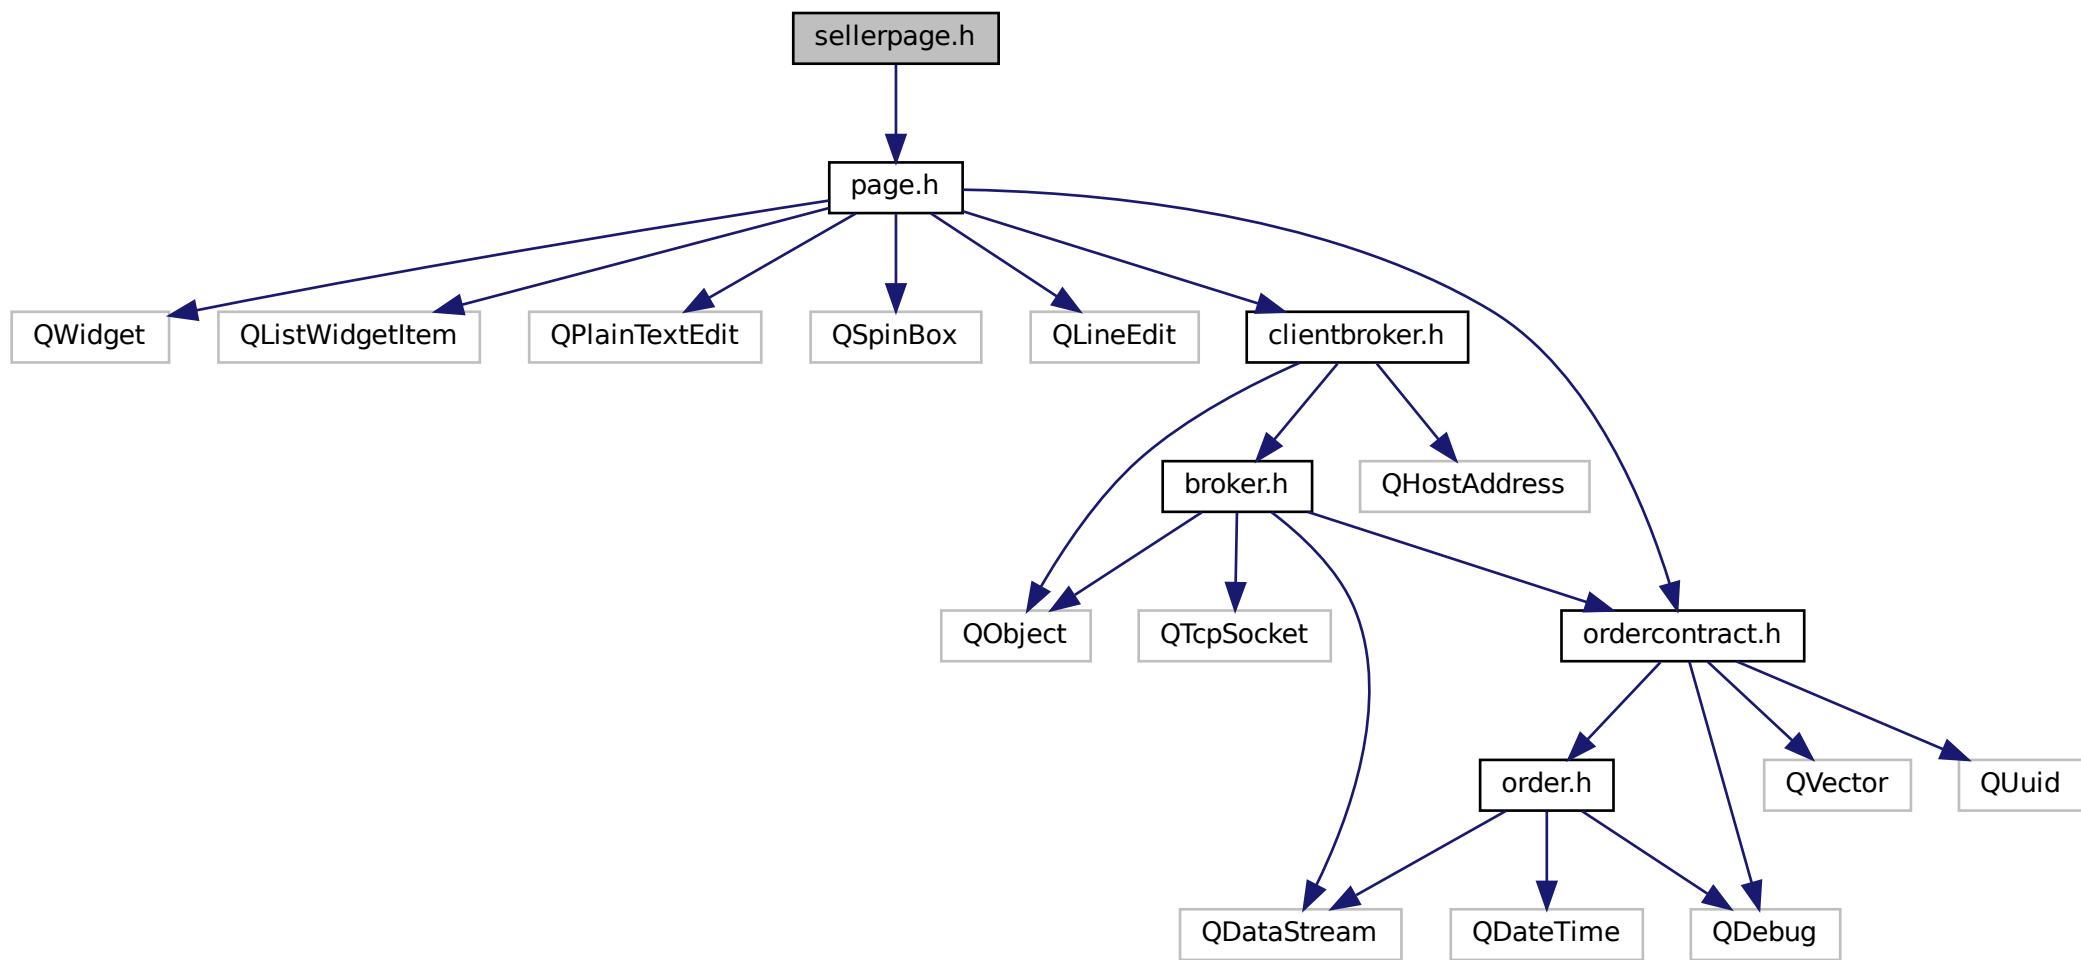 sellerpage.h
page.h
QWidget
QListWidgetItem
QPlainTextEdit
QSpinBox
QLineEdit
clientbroker.h
broker.h
QHostAddress
QObject
QTcpSocket
ordercontract.h
order.h
QVector
QUuid
QDataStream
QDateTime
QDebug